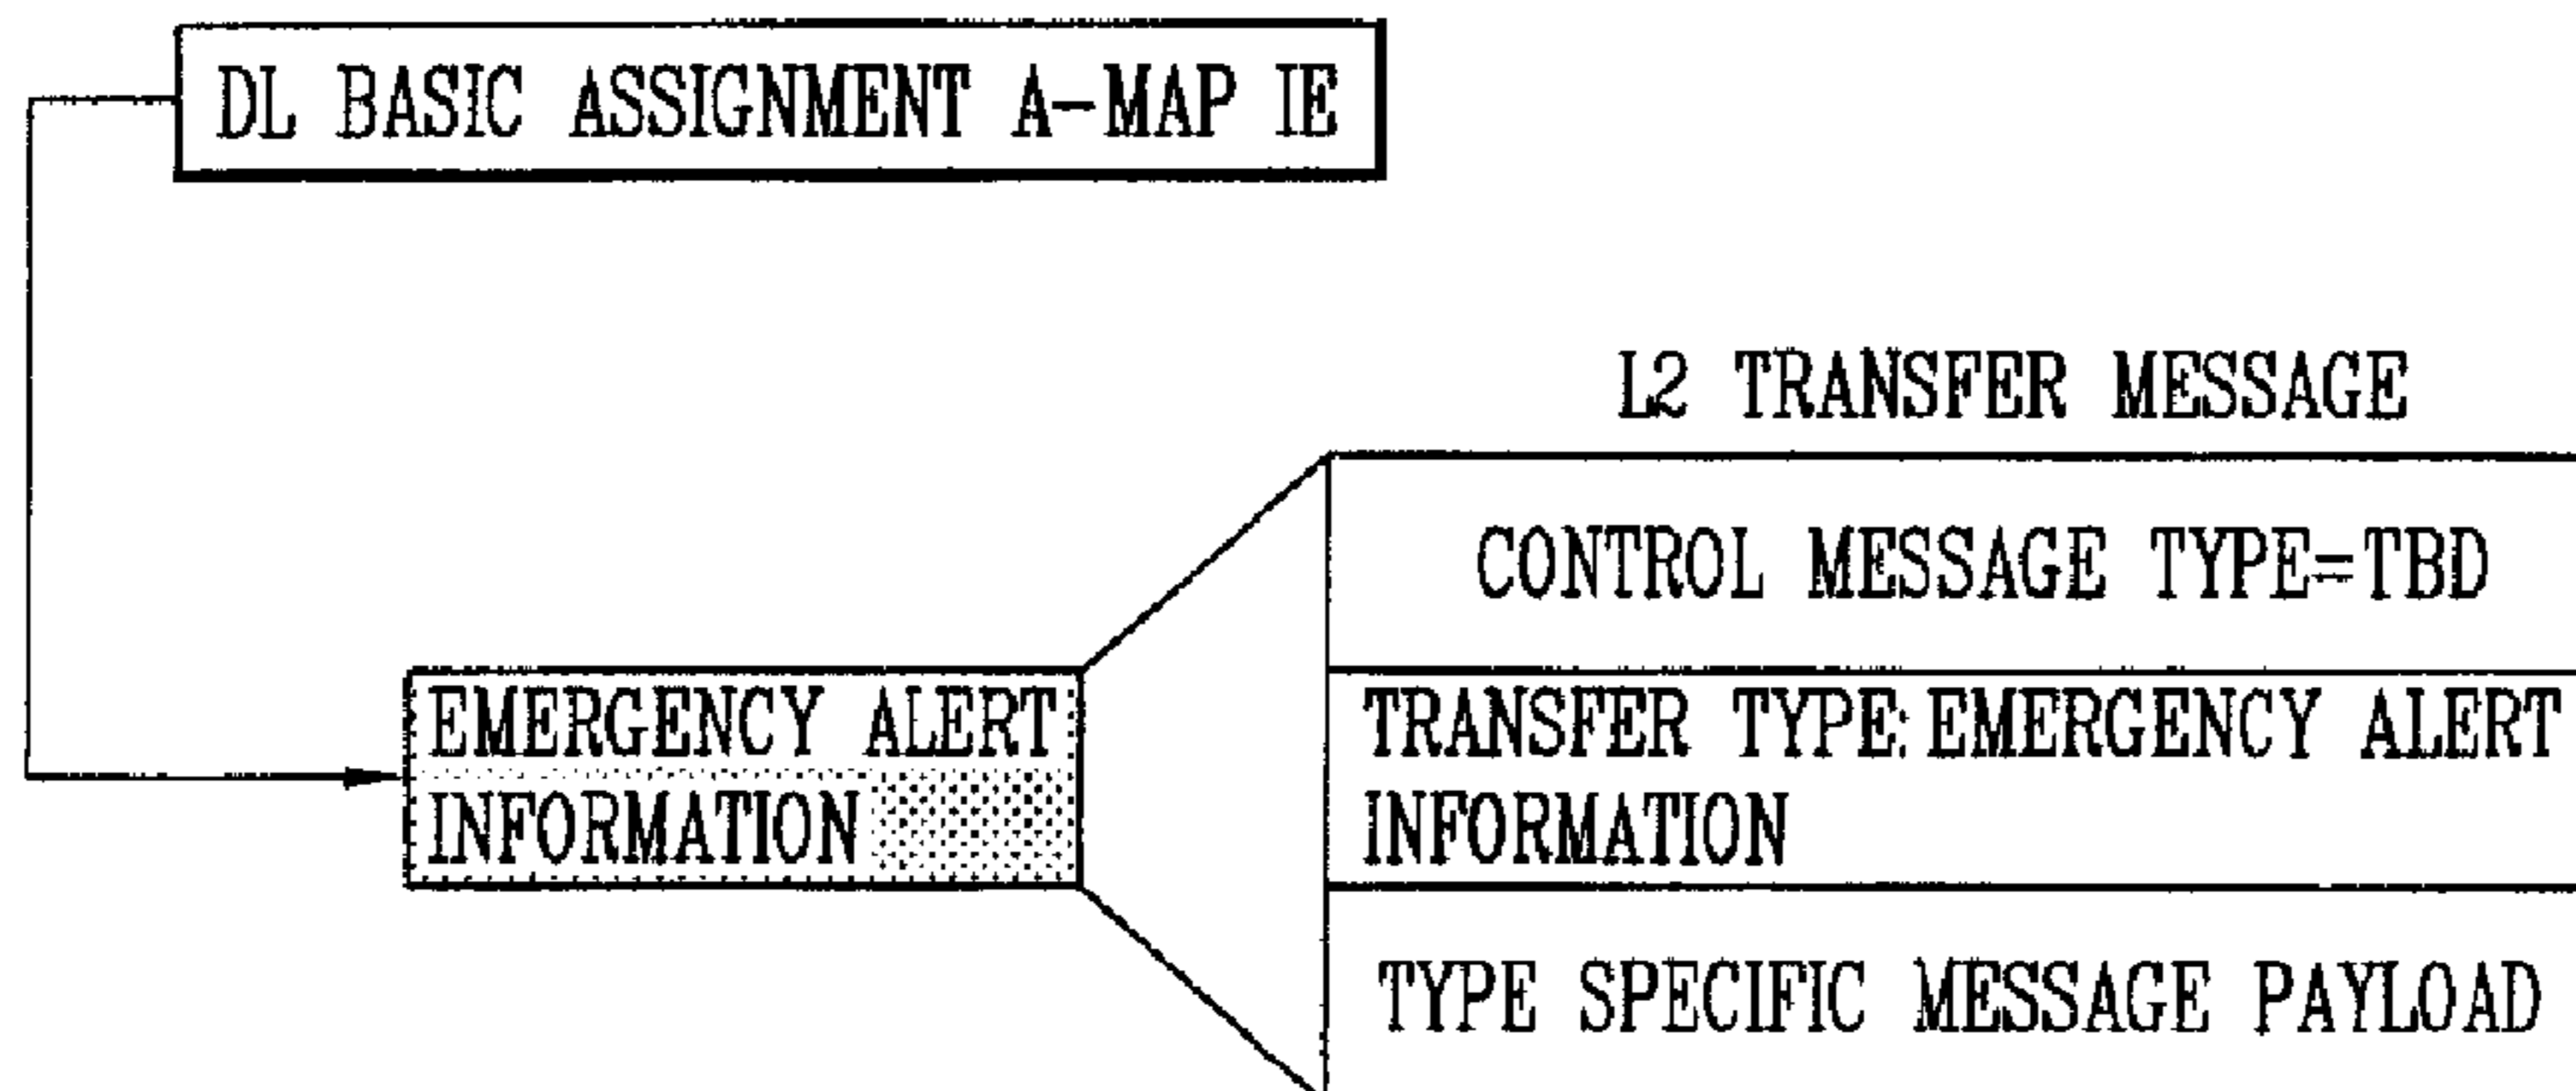 DL BASIC ASSIGNMENT A-MAP IE
L2 TRANSFER MESSAGE
CONTROL MESSAGE TYPE=TBD
EMERGENCY ALERT
INFORMATION
TRANSFER TYPE:EMERGENCY ALERT
INFORMATION
TYPE SPECIFIC MESSAGE PAYLOAD